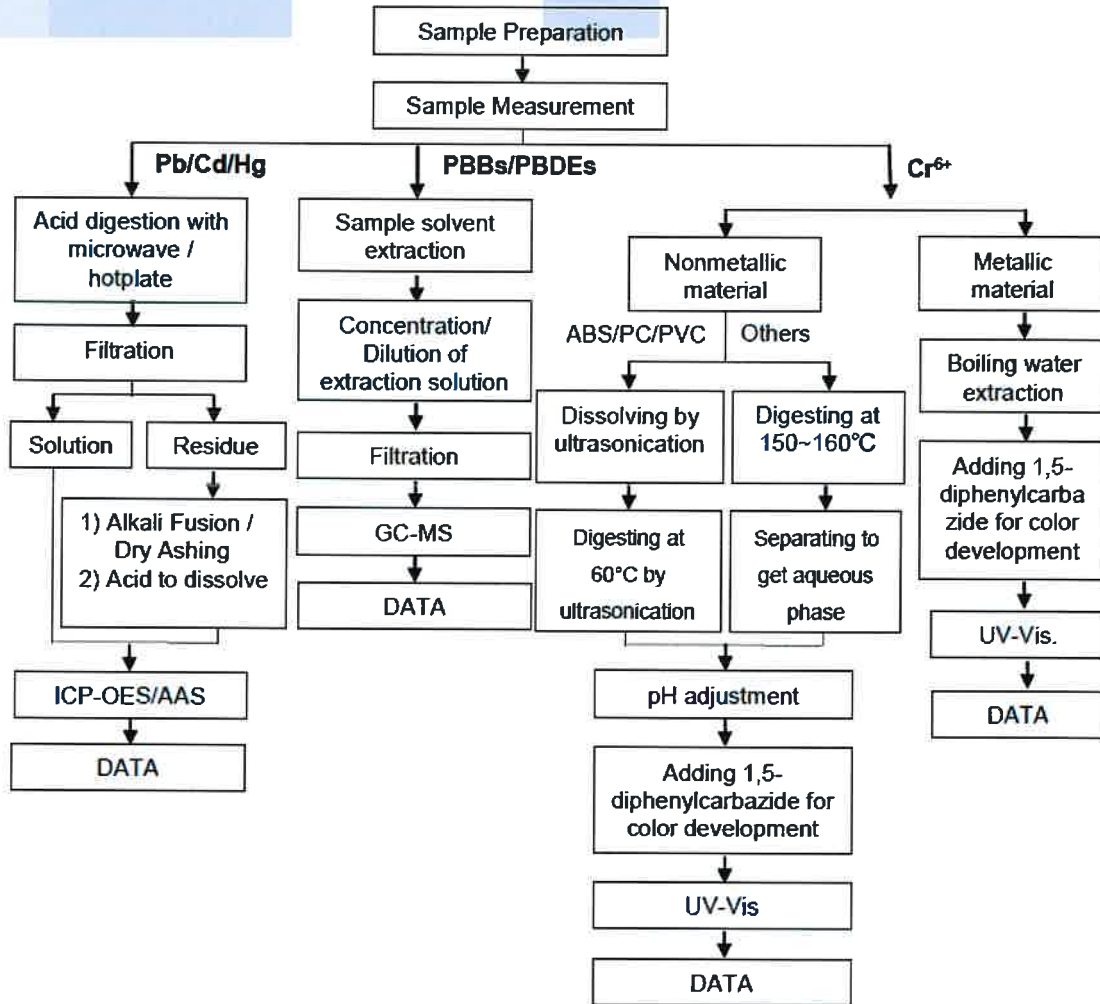 Sample Preparation
Sample Measurement
Pb/Cd/Hg
PBBs/PBDEs
Cr⁶⁺
Acid digestion with
microwave /
hotplate
Filtration
Solution
Residue
1) Alkali Fusion /
Dry Ashing
2) Acid to dissolve
ICP-OES/AAS
DATA
Sample solvent
extraction
Concentration/
Dilution of
extraction solution
Filtration
GC-MS
DATA
Nonmetallic
material
ABS/PC/PVC
Others
Dissolving by
ultrasonication
Digesting at
60°C by
ultrasonication
Digesting at
150~160°C
Separating to
get aqueous
phase
pH adjustment
Adding 1,5-
diphenylcarbazide for
color development
UV-Vis
DATA
Metallic
material
Boiling water
extraction
Adding 1,5-
diphenylcarba
zide for color
development
UV-Vis.
DATA